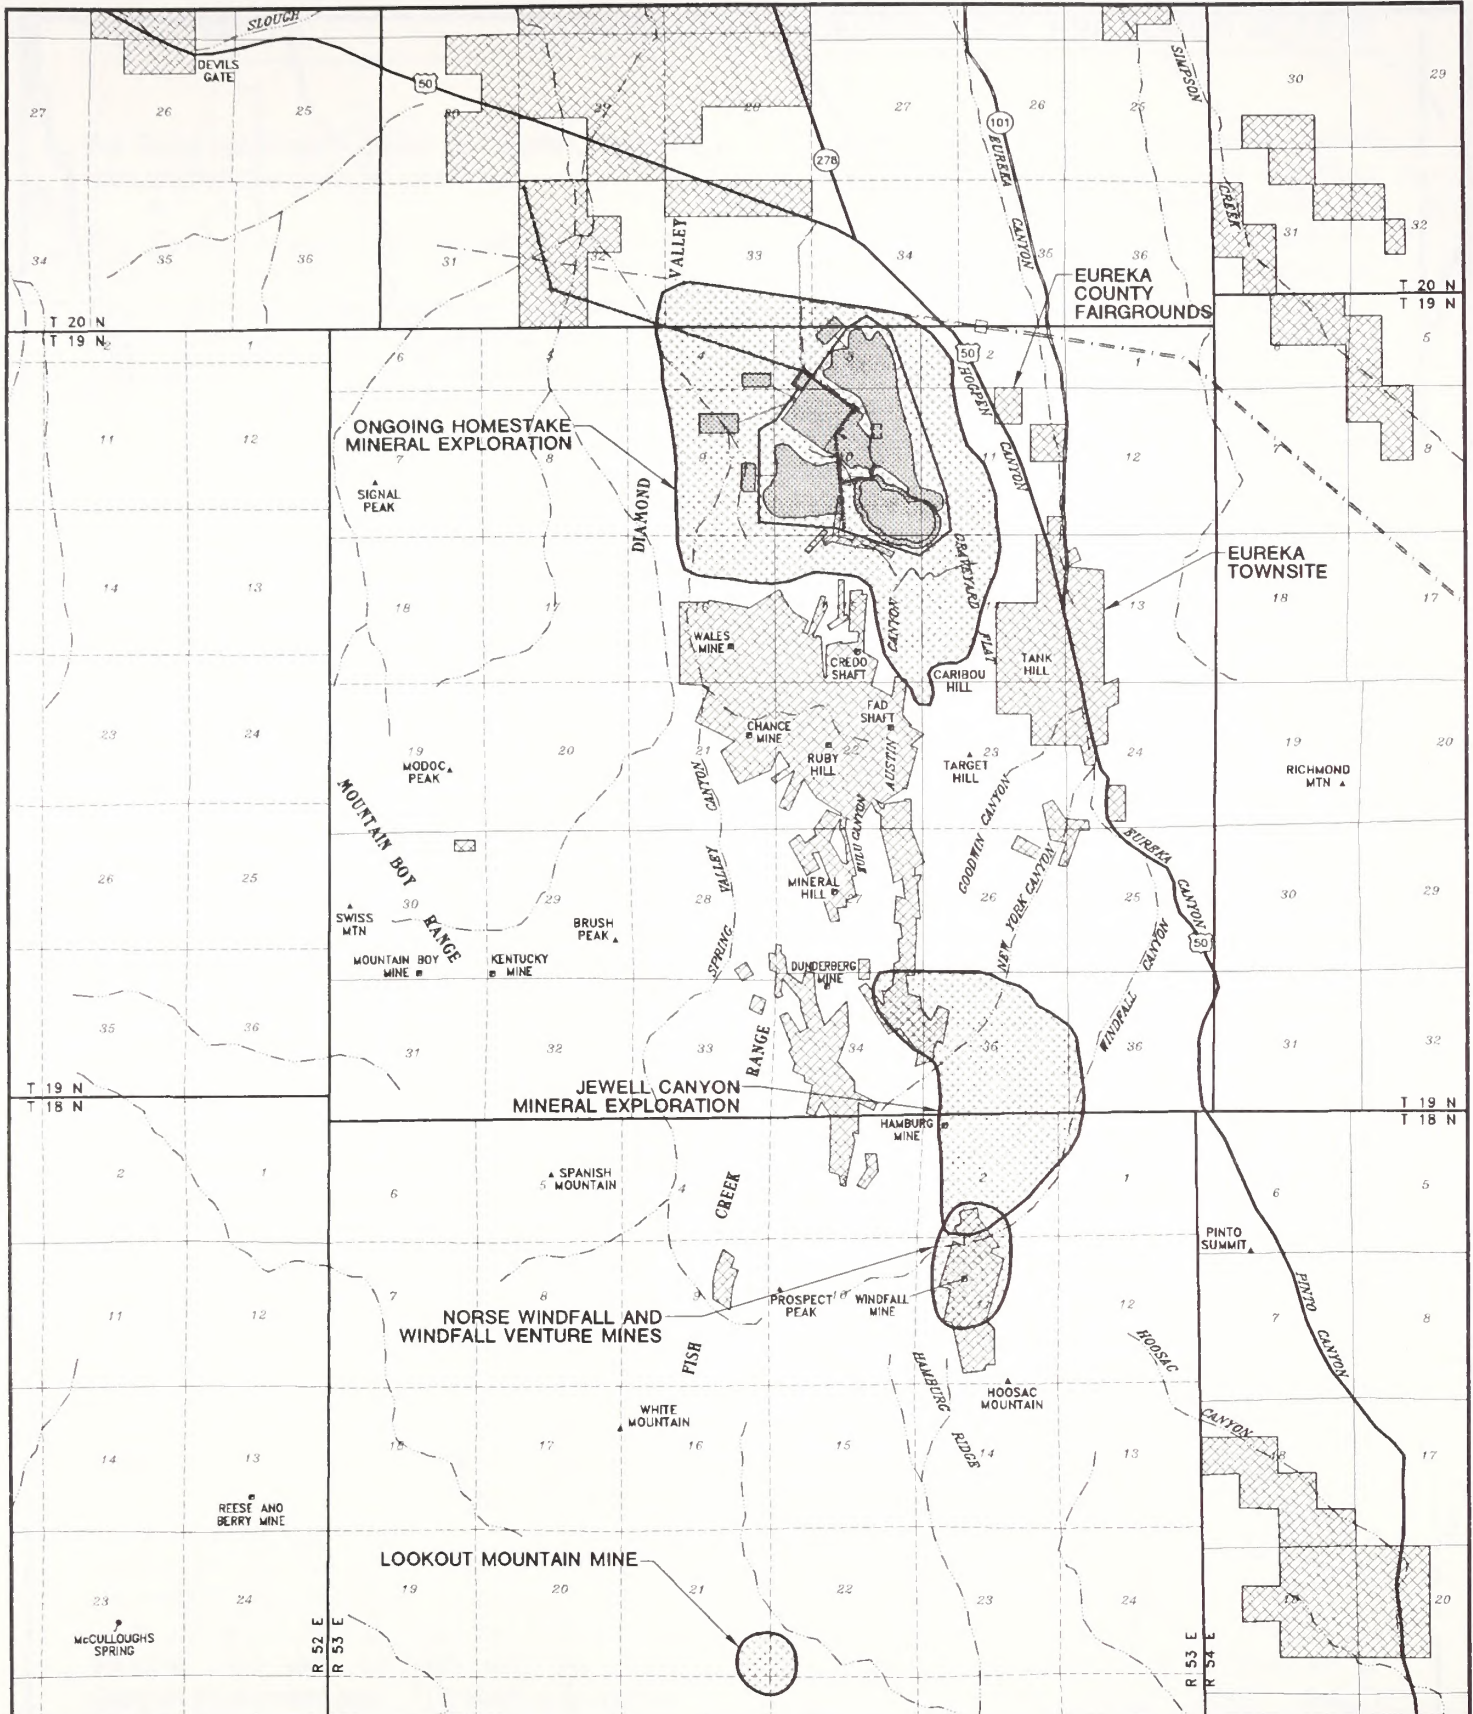 SLOUGH
DEVILS
GATE
50
SIMPSON
CREEK
27
26
25
30
29
28
27
26
25
30
29
101
278
EUREKA
CANYON
34
35
36
31
32
33
34
35
36
31
32
VALLEY
EUREKA
COUNTY
FAIRGROUNDS
T 20 N
T 19 N
T 20 N
T 19 N
2
1
6
5
4
3
50
2
1
6
5
HOGPEN
CANYON
ONGOING HOMESTAKE
MINERAL EXPLORATION
11
12
7
8
9
10
11
12
7
8
SIGNAL
PEAK
DIAMOND
GRAVEYARD
FLAT
EUREKA
TOWNSITE
14
13
18
17
16
15
13
18
17
WALES
MINE
CREDO
SHAFT
CANYON
CARIBOU
HILL
TANK
HILL
FAD
SHAFT
AUSTIN
CHANCE
MINE
RUBY
HILL
TARGET
HILL
23
24
19
20
21
22
23
24
19
20
MODOC
PEAK
RICHMOND
MTN
MOUNTAIN BOY
RANGE
SPRING
VALLEY
CANYON
ZULU CANYON
GOODWIN CANYON
NEW YORK CANYON
EUREKA
CANYON
50
MINERAL
HILL
26
25
30
29
28
27
26
25
30
29
SWISS
MTN
BRUSH
PEAK
MOUNTAIN BOY
MINE
KENTUCKY
MINE
DUNDERBERG
MINE
WINDFALL
CANYON
35
36
31
32
33
34
36
36
31
32
RANGE
JEWELL CANYON
MINERAL EXPLORATION
T 19 N
T 18 N
T 19 N
T 18 N
HAMBURG
MINE
2
1
6
5
4
2
1
6
5
SPANISH
MOUNTAIN
CREEK
PINTO
SUMMIT
PINTO
CANYON
11
12
7
8
9
10
11
12
7
8
PROSPECT
PEAK
WINDFALL
MINE
NORSE WINDFALL AND
WINDFALL VENTURE MINES
FISH
HAMBURG
RIDGE
HOOSAC
CANYON
HOOSAC
MOUNTAIN
WHITE
MOUNTAIN
14
13
18
17
16
15
14
13
18
17
REESE AND
BERRY MINE
LOOKOUT MOUNTAIN MINE
23
24
19
20
21
22
23
24
19
20
McCULLOUGHS
SPRING
R 52 E
R 53 E
R 53 E
R 54 E